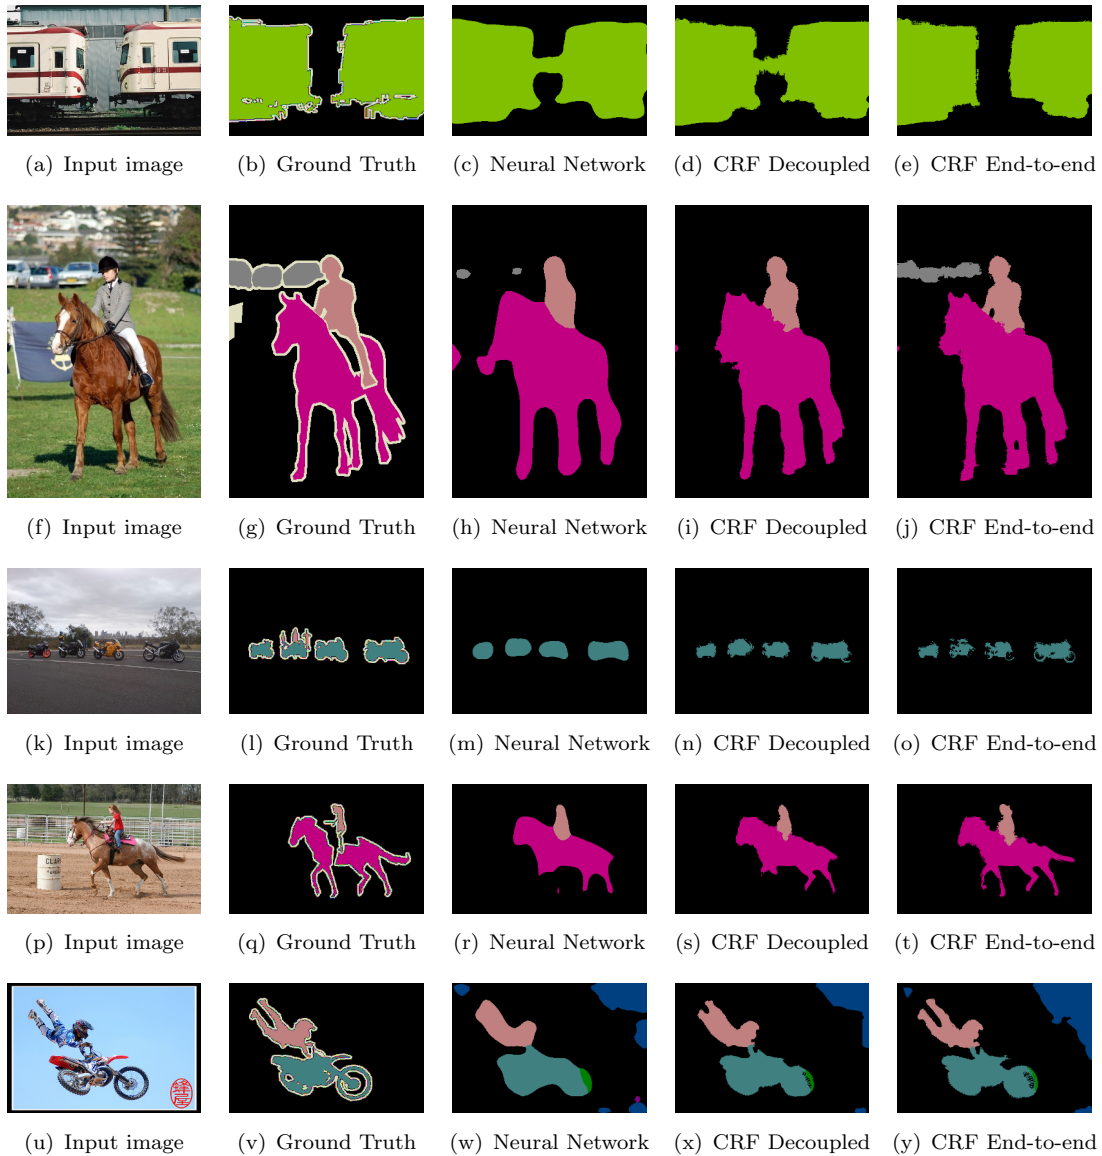 (a) Input image
(b) Ground Truth
(c) Neural Network
(d) CRF Decoupled
(e) CRF End-to-end
(f) Input image
(g) Ground Truth
(h) Neural Network
(i) CRF Decoupled
(j) CRF End-to-end
(k) Input image
(l) Ground Truth
(m) Neural Network
(n) CRF Decoupled
(o) CRF End-to-end
CLAR
(p) Input image
(q) Ground Truth
(r) Neural Network
(s) CRF Decoupled
(t) CRF End-to-end
(u) Input image
(v) Ground Truth
(w) Neural Network
(x) CRF Decoupled
(y) CRF End-to-end